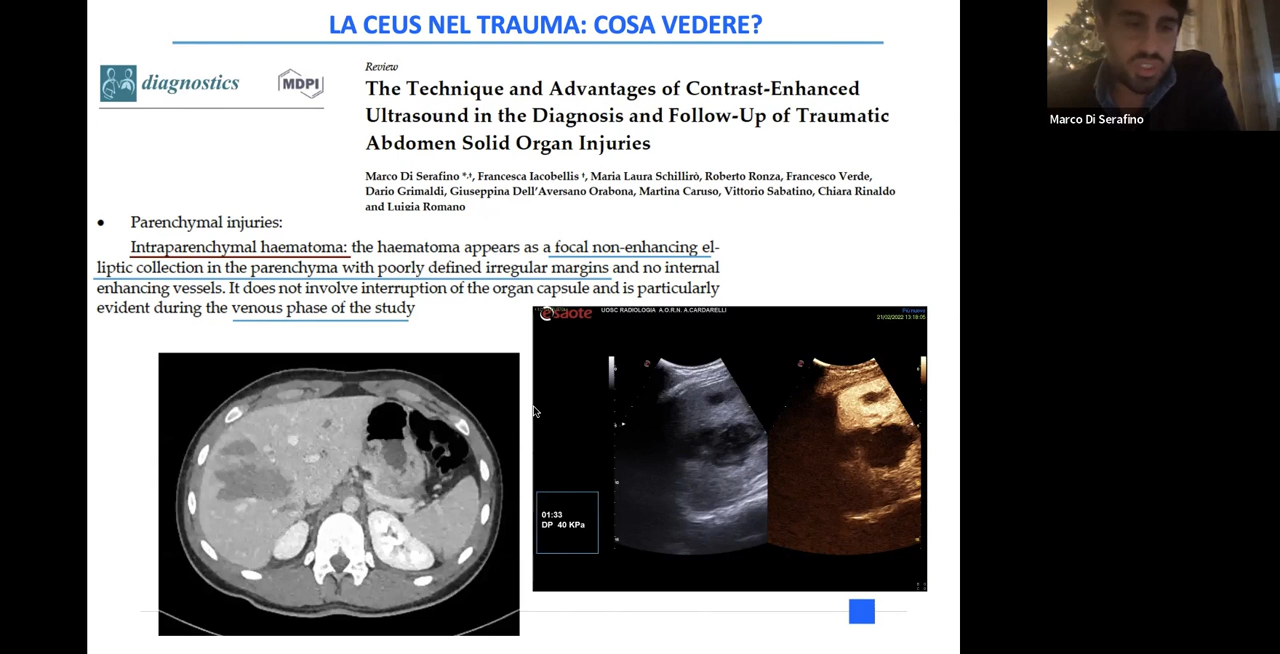 LA CEUS NEL TRAUMA: COSA VEDERE?
diagnostics
MDPI
Review
The Technique and Advantages of Contrast-Enhanced
Ultrasound in the Diagnosis and Follow-Up of Traumatic
Abdomen Solid Organ Injuries
Marco Di Serafino *,†, Francesca Iacobellis †, Maria Laura Schillirò, Roberto Ronza, Francesco Verde,
Dario Grimaldi, Giuseppina Dell'Aversano Orabona, Martina Caruso, Vittorio Sabatino, Chiara Rinaldo
and Luigia Romano
• Parenchymal injuries:
Intraparenchymal haematoma: the haematoma appears as a focal non-enhancing el-
liptic collection in the parenchyma with poorly defined irregular margins and no internal
enhancing vessels. It does not involve interruption of the organ capsule and is particularly
evident during the venous phase of the study
esaote
UOSC RADIOLOGIA A.O.R.N. A.CARDARELLI
21/02/2022 13:18:05
01:33
DP 40 KPa
Marco Di Serafino